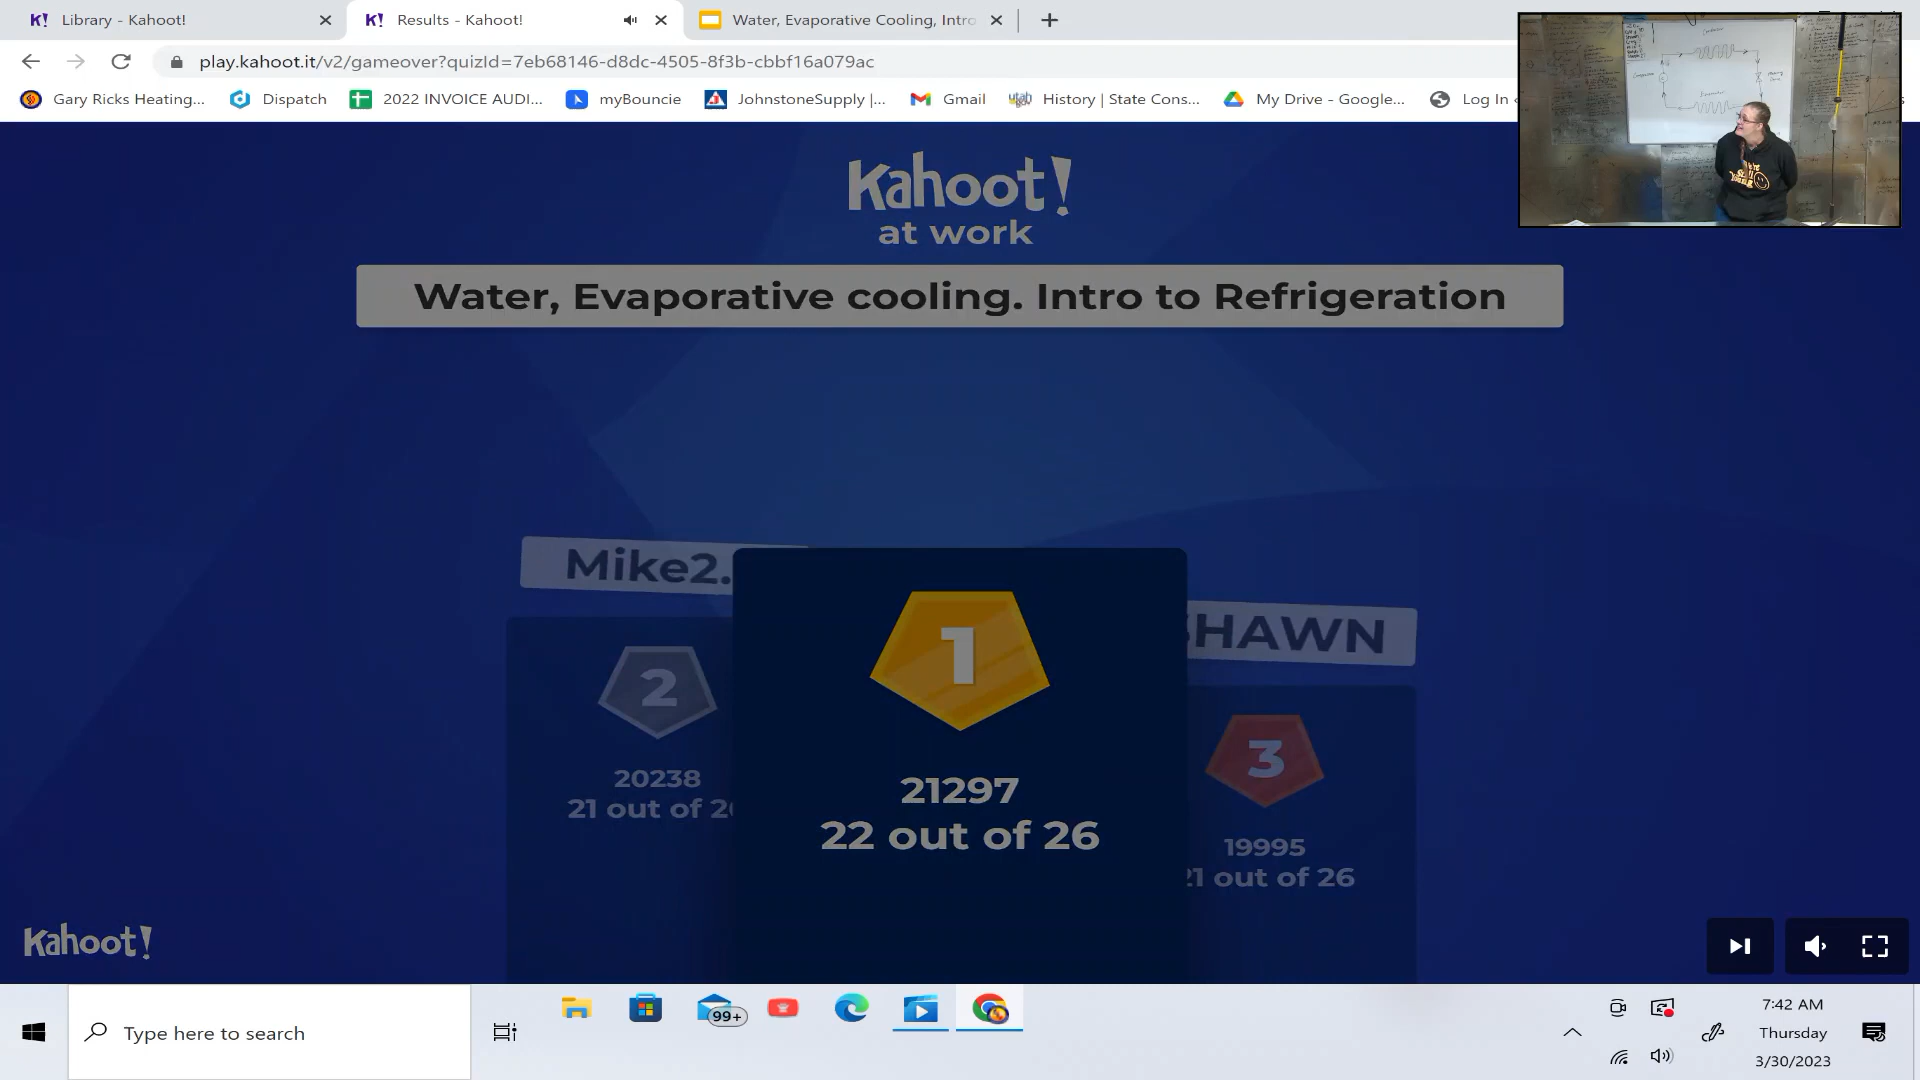 Library - Kahoot!
Results - Kahoot!
Water, Evaporative Cooling, Intro
play.kahoot.it/v2/gameover?quizId=7eb68146-d8dc-4505-8f3b-cbbf16a079ac
Gary Ricks Heating...
Dispatch
2022 INVOICE AUDI...
myBouncie
JohnstoneSupply |...
Gmail
History | State Cons...
My Drive - Google...
Log In
Kahoot!
at work
Water, Evaporative cooling. Intro to Refrigeration
Mike2.
SHAWN
1
2
3
20238
21 out of 26
21297
22 out of 26
19995
21 out of 26
Kahoot!
Type here to search
99+
7:42 AM
Thursday
3/30/2023